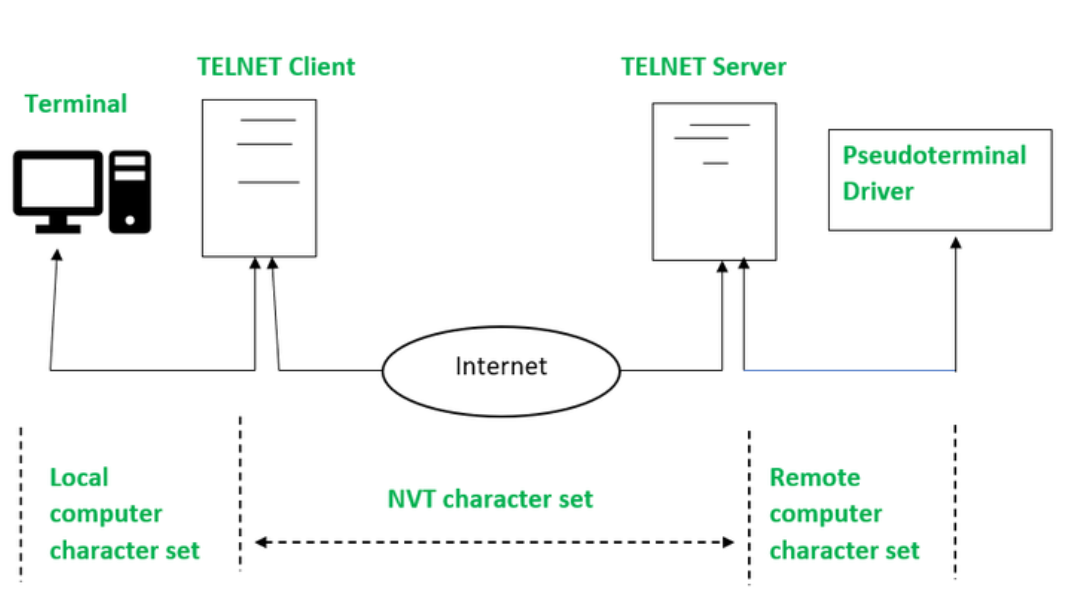 TELNET Client
TELNET Server
Terminal
Pseudoterminal
Driver
Internet
Local
computer
character set
NVT character set
Remote
computer
character set